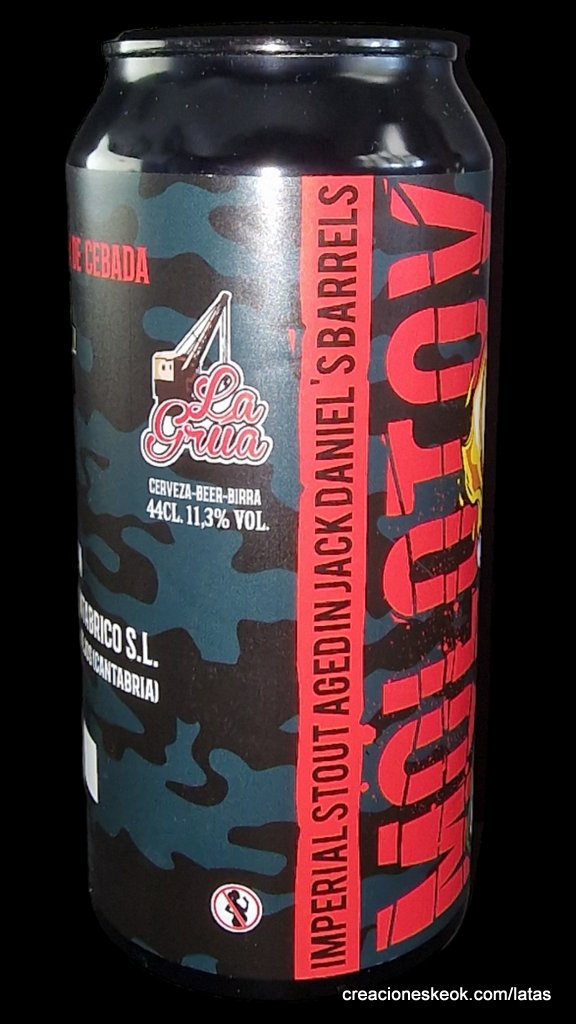 DE CEBADA
La
Grua
CERVEZA-BEER-BIRRA
44CL. 11,3% VOL.
S.L.
(CANTABRIA)
IMPERIAL STOUT AGED IN JACK DANIEL'S BARRELS
MOLOTOV
creacioneskeok.com/latas